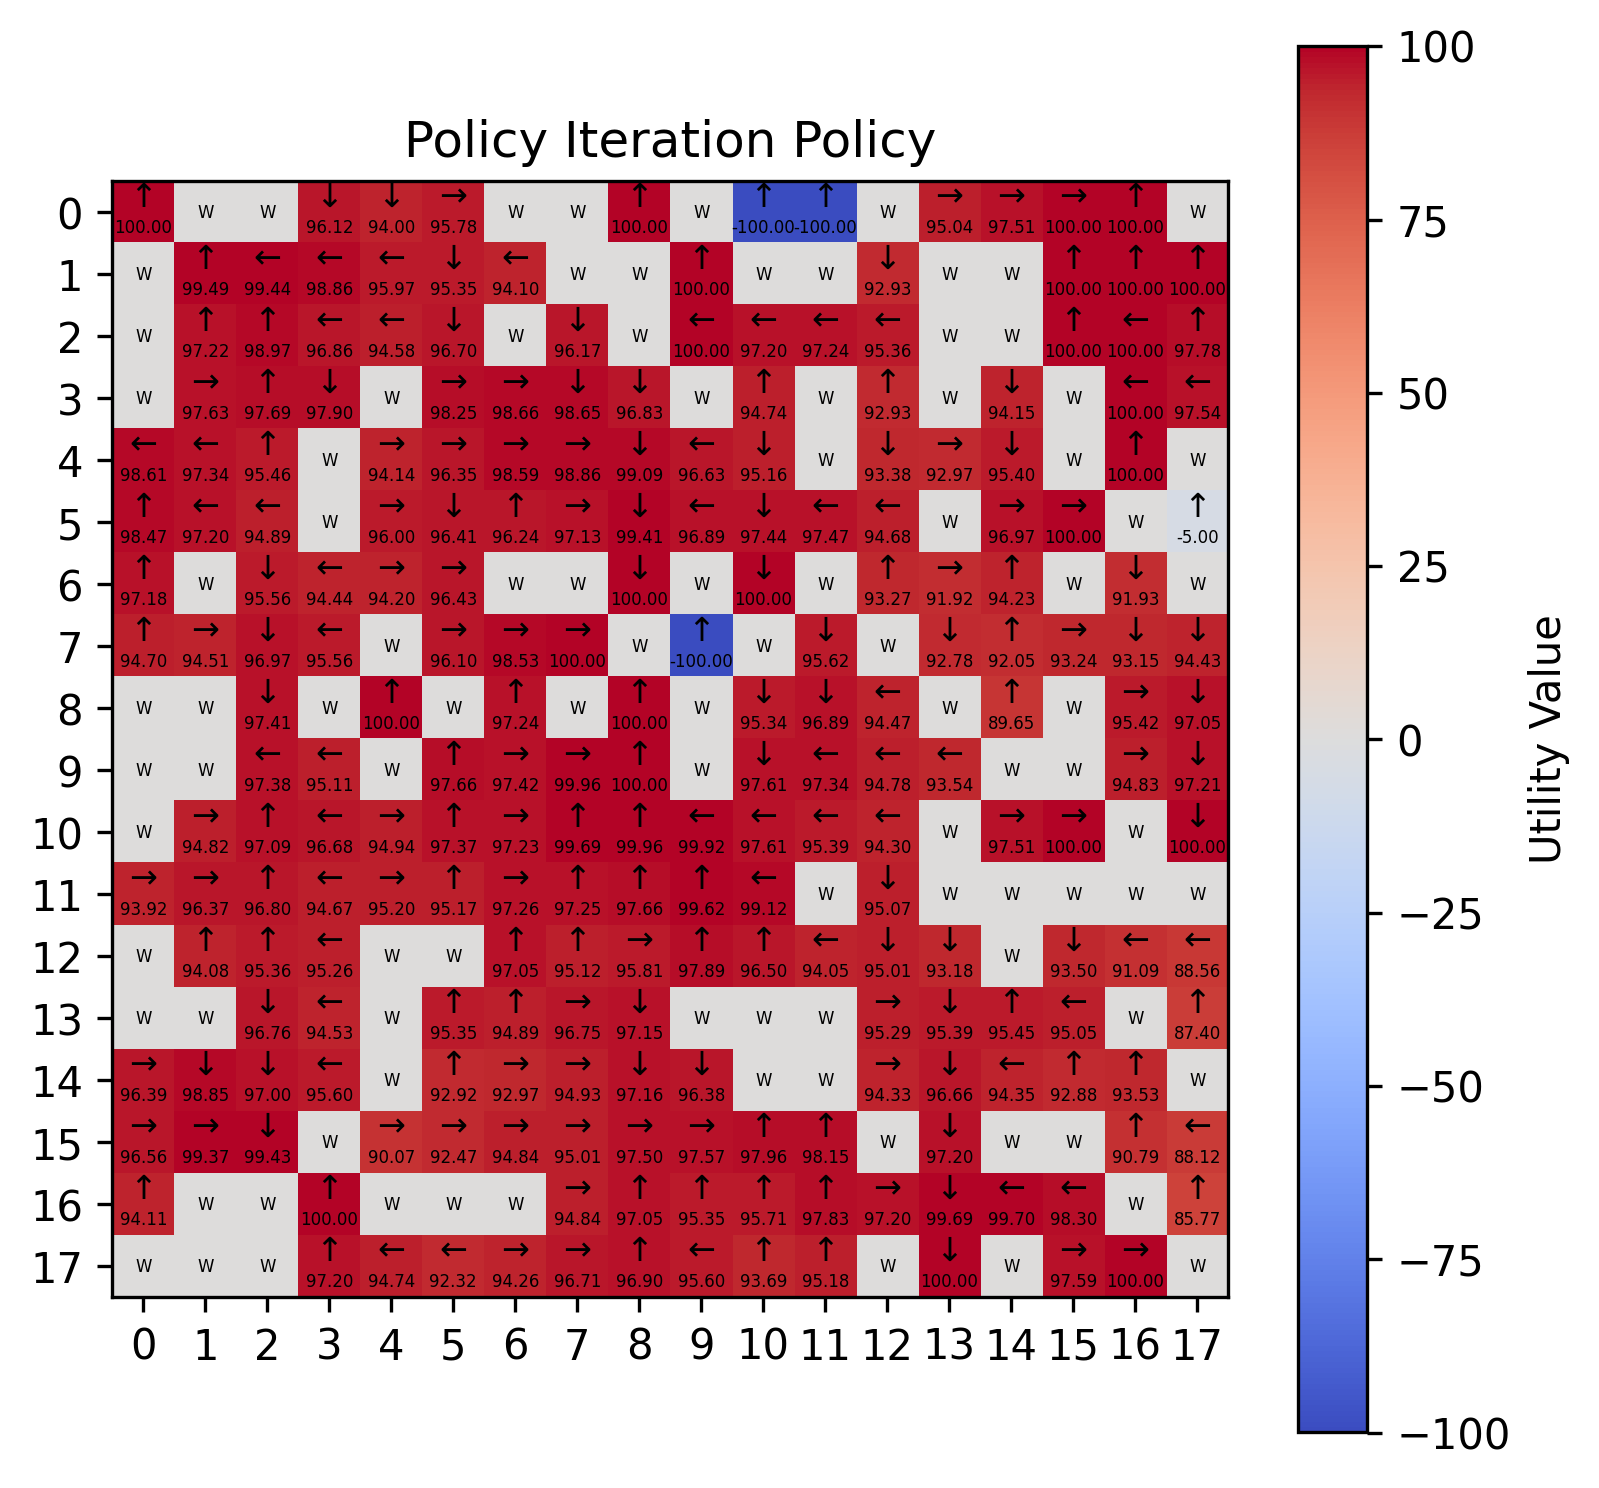 Policy Iteration Policy
0 ↑ W W ↓ ↓ → W W ↑ W ↑ ↑ W → → → ↑ W
100.00 96.12 94.00 95.78 100.00 -100.00 -100.00 95.04 97.51 100.00 100.00
1 W ↑ ← ← ← ↓ ← W W ↑ W W ↓ W W ↑ ↑ ↑
99.49 99.44 98.86 95.97 95.35 94.10 100.00 92.93 100.00 100.00 100.00
2 W ↑ ↑ ← ← ↓ W ↓ W ← ← ← ← W W ↑ ← ↑
97.22 98.97 96.86 94.58 96.70 96.17 100.00 97.20 97.24 95.36 100.00 100.00 97.78
3 W → ↑ ↓ W → → ↓ ↓ W ↑ W ↑ W ↓ W ← ←
97.63 97.69 97.90 98.25 98.66 98.65 96.83 94.74 92.93 94.15 100.00 97.54
4 ← ← ↑ W → → → → ↓ ← ↓ W ↓ → ↓ W ↑ W
98.61 97.34 95.46 94.14 96.35 98.59 98.86 99.09 96.63 95.16 93.38 92.97 95.40 100.00
5 ↑ ← ← W → ↓ ↑ → ↓ ← ↓ ← ← W → → W ↑
98.47 97.20 94.89 96.00 96.41 96.24 97.13 99.41 96.89 97.44 97.47 94.68 96.97 100.00 -5.00
6 ↑ W ↓ ← → → W W ↓ W ↓ W ↑ → ↑ W ↓ W
97.18 95.56 94.44 94.20 96.43 100.00 100.00 93.27 91.92 94.23 91.93
7 ↑ → ↓ ← W → → → W ↑ W ↓ W ↓ ↑ → ↓ ↓
94.70 94.51 96.97 95.56 96.10 98.53 100.00 -100.00 95.62 92.78 92.05 93.24 93.15 94.43
8 W W ↓ W ↑ W ↑ W ↑ W ↓ ↓ ← W ↑ W → ↓
97.41 100.00 97.24 100.00 95.34 96.89 94.47 89.65 95.42 97.05
9 W W ← ← W ↑ → → ↑ W ↓ ← ← ← W W → ↓
97.38 95.11 97.66 97.42 99.96 100.00 97.61 97.34 94.78 93.54 94.83 97.21
10 W → ↑ ← → ↑ → ↑ ↑ ← ← ← ← W → → W ↓
94.82 97.09 96.68 94.94 97.37 97.23 99.69 99.96 99.92 97.61 95.39 94.30 97.51 100.00 100.00
11 → → ↑ ← → ↑ → ↑ ↑ ↑ ← W ↓ W W W W W
93.92 96.37 96.80 94.67 95.20 95.17 97.26 97.25 97.66 99.62 99.12 95.07
12 W ↑ ↑ ← W W ↑ ↑ → ↑ ↑ ← ↓ ↓ W ↓ ← ←
94.08 95.36 95.26 97.05 95.12 95.81 97.89 96.50 94.05 95.01 93.18 93.50 91.09 88.56
13 W W ↓ ← W ↑ ↑ → ↓ W W W → ↓ ↑ ← W ↑
96.76 94.53 95.35 94.89 96.75 97.15 95.29 95.39 95.45 95.05 87.40
14 → ↓ ↓ ← W ↑ → → ↓ ↓ W W → ↓ ← ↑ ↑ W
96.39 98.85 97.00 95.60 92.92 92.97 94.93 97.16 96.38 94.33 96.66 94.35 92.88 93.53
15 → → ↓ W → → → → → → ↑ ↑ W ↓ W W ↑ ←
96.56 99.37 99.43 90.07 92.47 94.84 95.01 97.50 97.57 97.96 98.15 97.20 90.79 88.12
16 ↑ W W ↑ W W W → ↑ ↑ ↑ ↑ → ↓ ← ← W ↑
94.11 100.00 94.84 97.05 95.35 95.71 97.83 97.20 99.69 99.70 98.30 85.77
17 W W W ↑ ← ← → → ↑ ← ↑ ↑ W ↓ W → → W
97.20 94.74 92.32 94.26 96.71 96.90 95.60 93.69 95.18 100.00 97.59 100.00
0 1 2 3 4 5 6 7 8 9 10 11 12 13 14 15 16 17
100
75
50
25
0
−25
−50
−75
−100
Utility Value